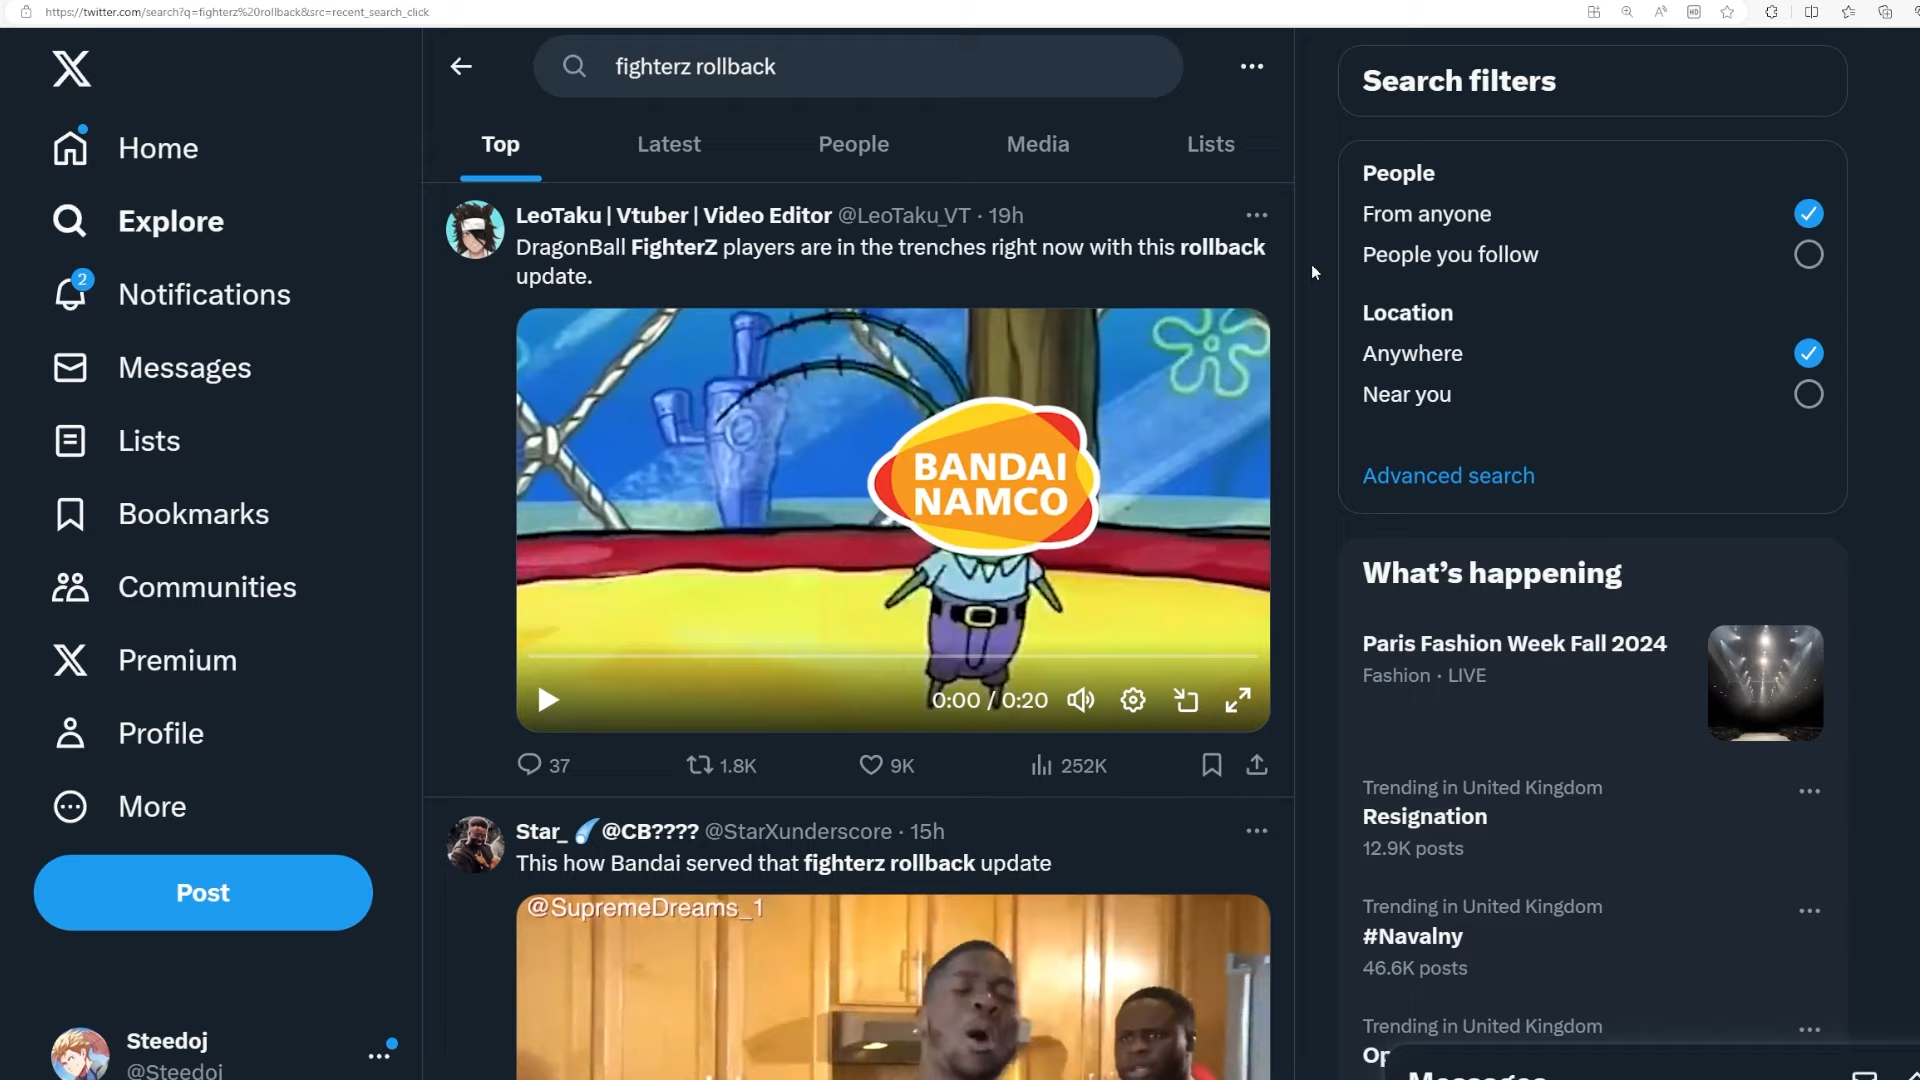 https://twitter.com/search?q=fighterz%20rollback&src=recent_search_click
X
Home
Explore
2
Notifications
Messages
Lists
Bookmarks
Communities
Premium
Profile
More
Post
Steedoj
@Steedoj
fighterz rollback
Top Latest People Media Lists
LeoTaku | Vtuber | Video Editor @LeoTaku_VT · 19h
DragonBall FighterZ players are in the trenches right now with this rollback
update.
BANDAI
NAMCO
0:00 / 0:20
37 1.8K 9K 252K
Star_ @CB???? @StarXunderscore · 15h
This how Bandai served that fighterz rollback update
@SupremeDreams_1
Search filters
People
From anyone
People you follow
Location
Anywhere
Near you
Advanced search
What's happening
Paris Fashion Week Fall 2024
Fashion · LIVE
Trending in United Kingdom
Resignation
12.9K posts
Trending in United Kingdom
#Navalny
46.6K posts
Trending in United Kingdom
Messages